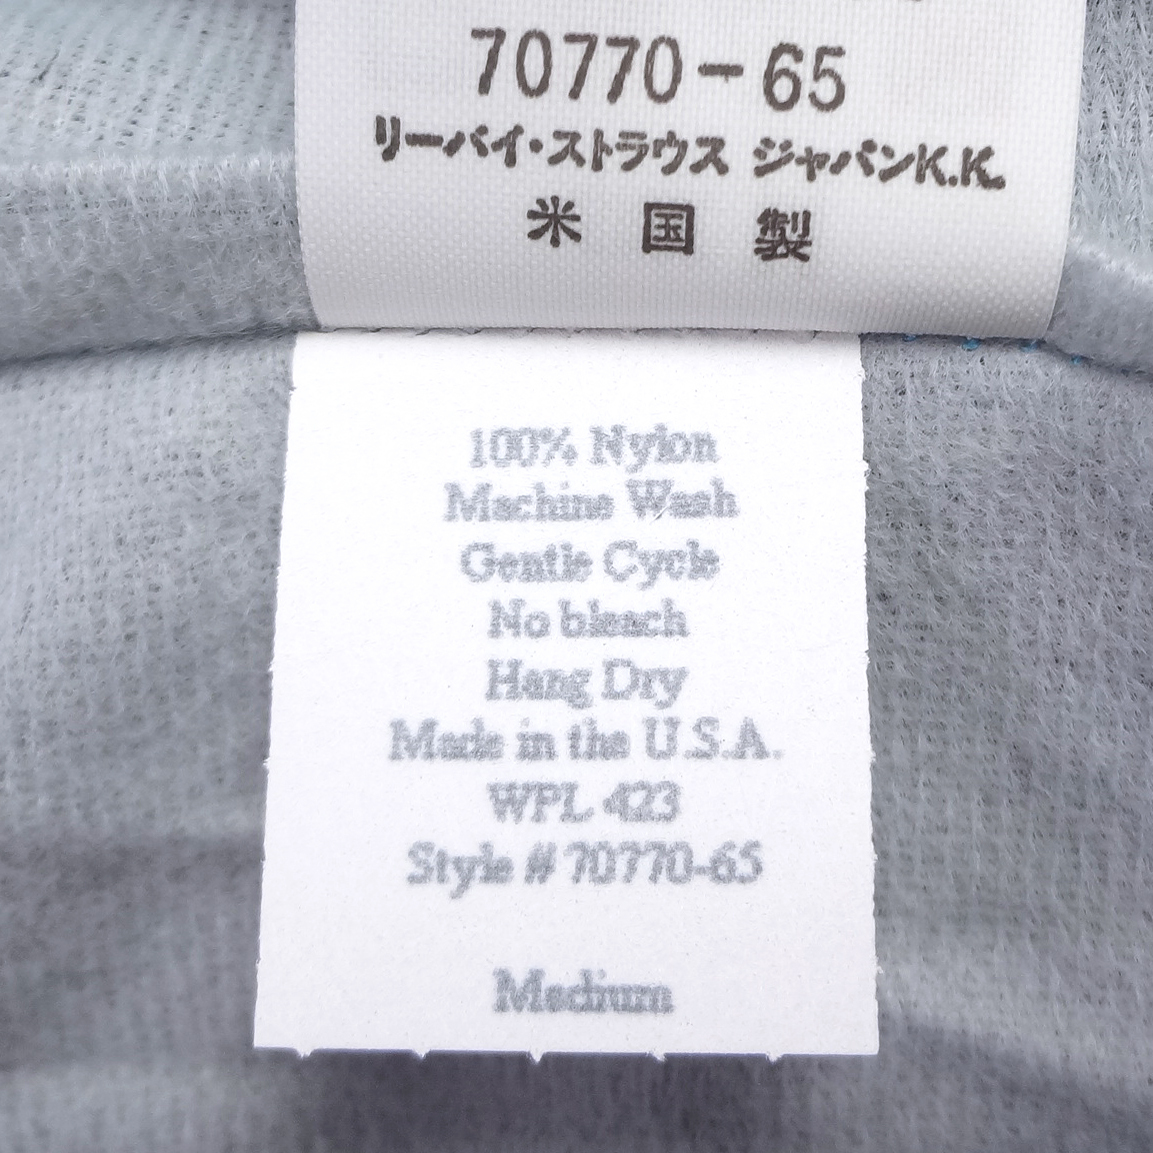 70770-65
リーバイ・ストラウス ジャパンK.K.
米国製
100% Nylon
Machine Wash
Gentle Cycle
No bleach
Hang Dry
Made in the U.S.A.
WPL 423
Style # 70770-65
Medium